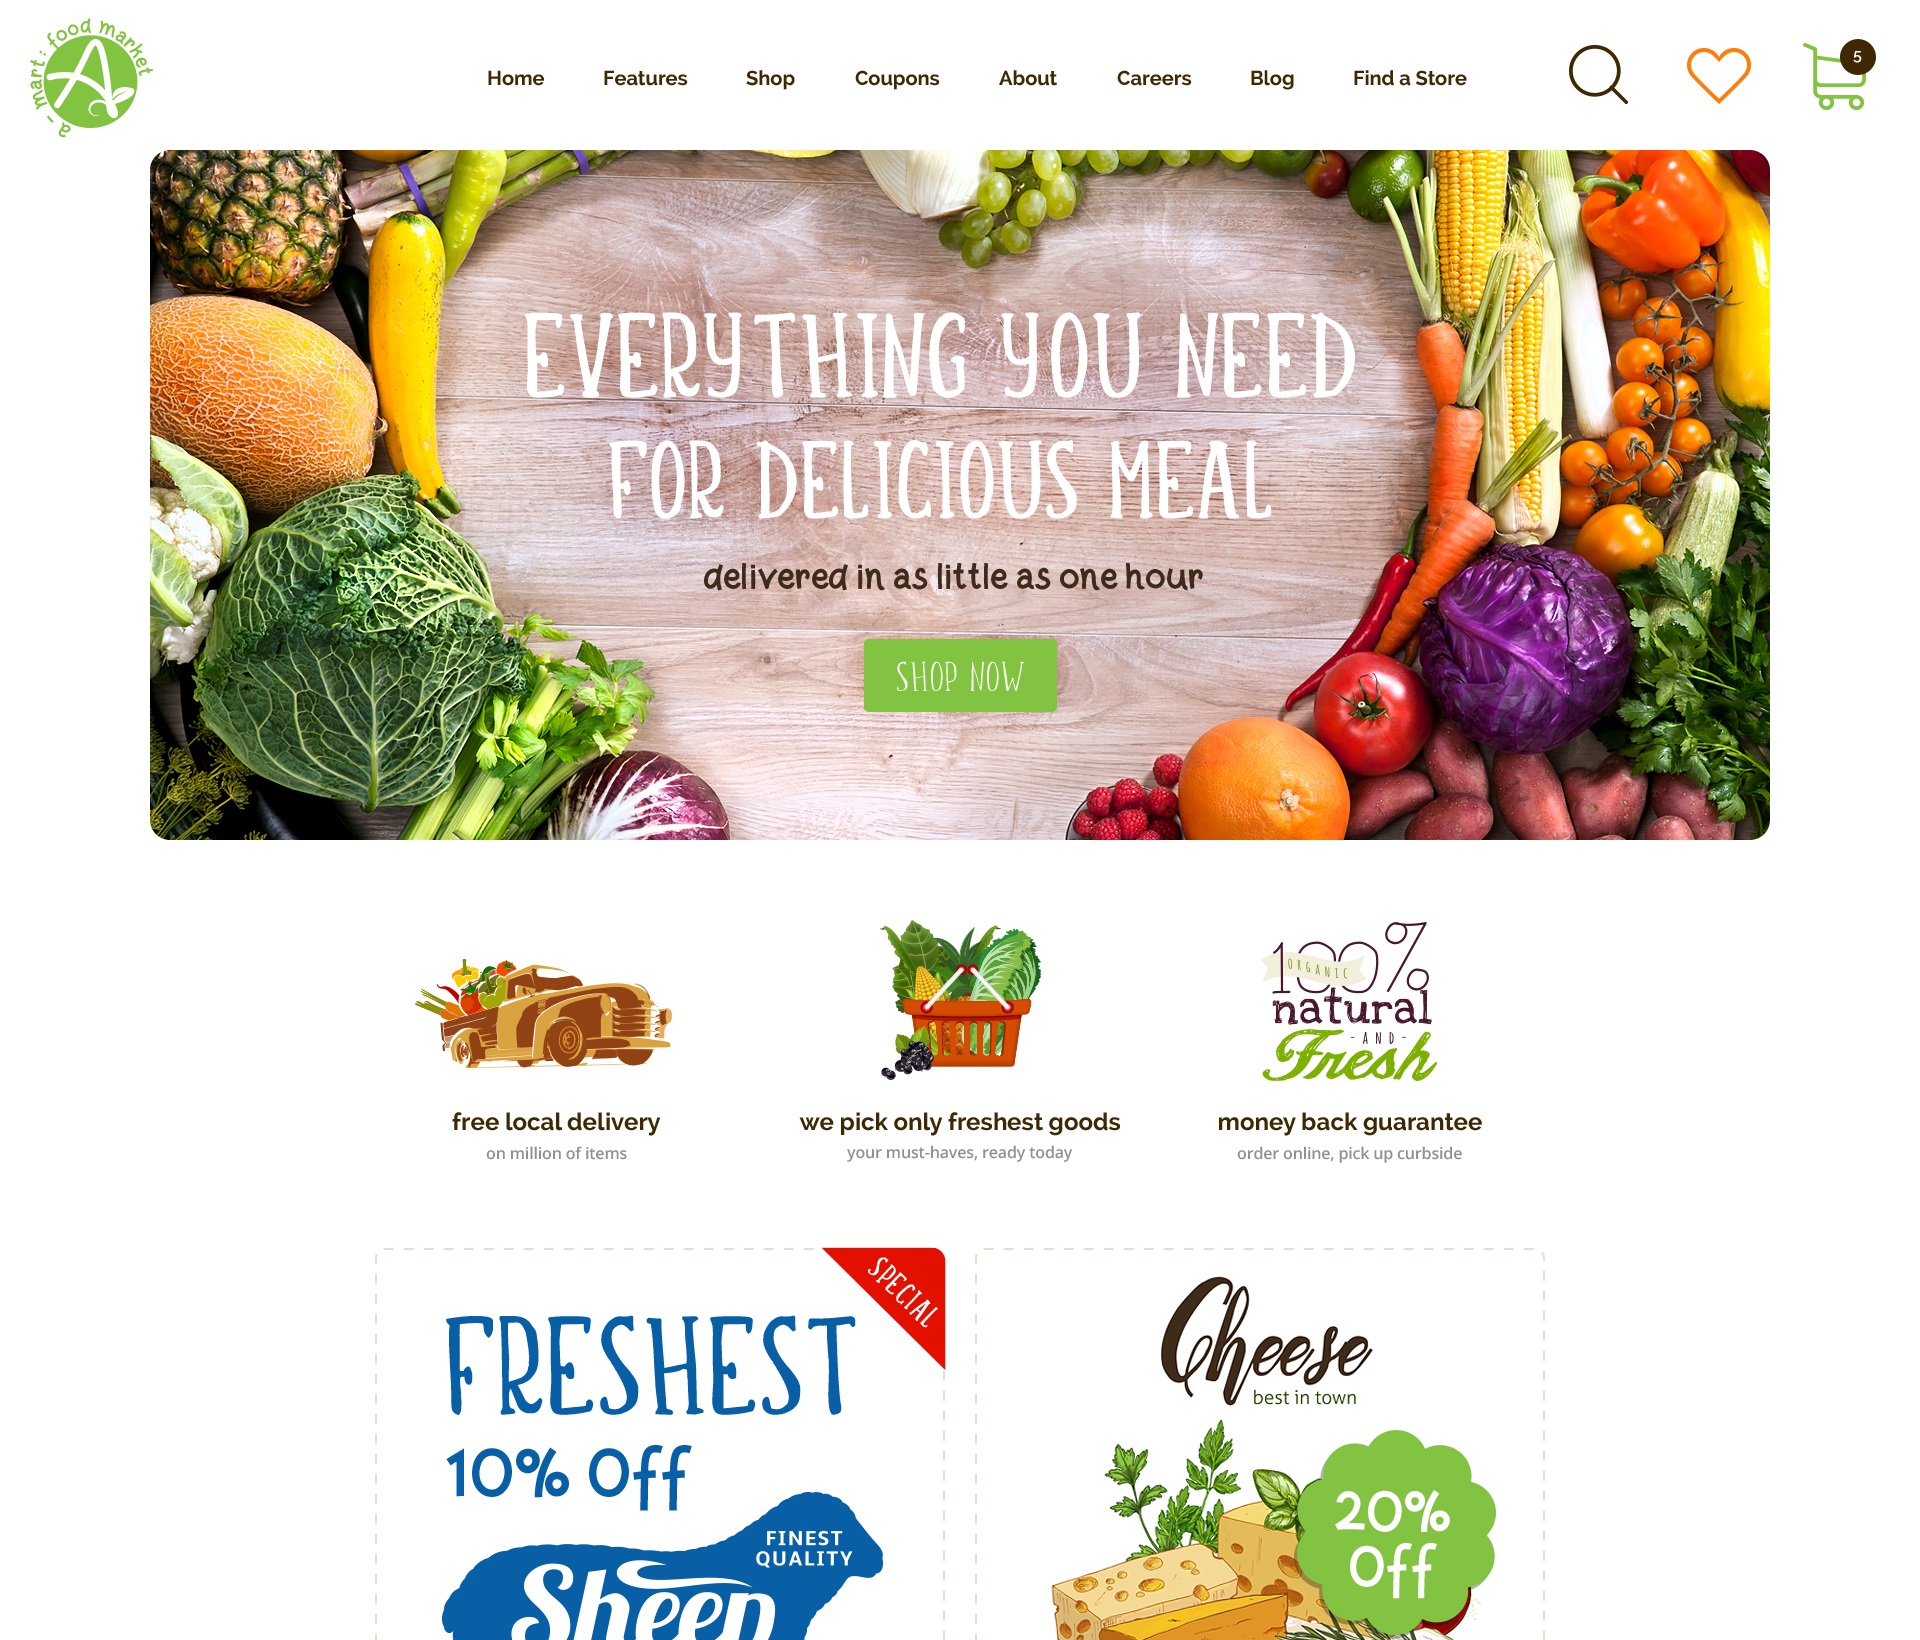 a - mart: food market
A
Home Features Shop Coupons About Careers Blog Find a Store
5
EVERYTHING YOU NEED
FOR DELICIOUS MEAL
delivered in as little as one hour
SHOP NOW
100%
ORGANIC
natural
-AND-
Fresh
free local delivery
on million of items
we pick only freshest goods
your must-haves, ready today
money back guarantee
order online, pick up curbside
SPECIAL
FRESHEST
10% Off
FINEST
QUALITY
Sheep
Cheese
best in town
20%
Off